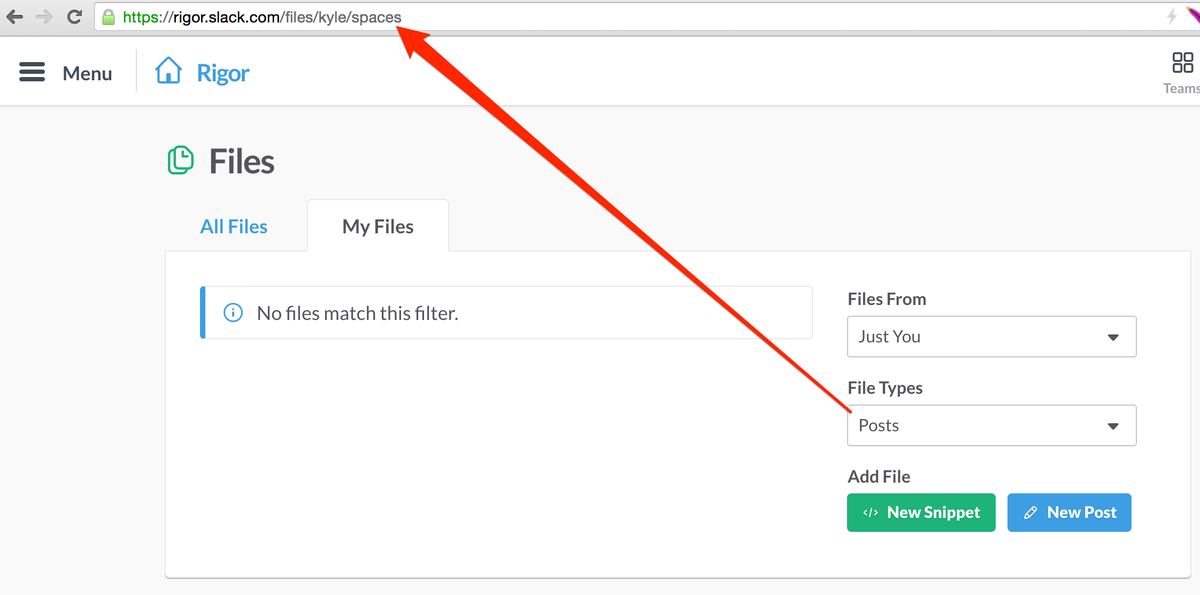 https://rigor.slack.com/files/kyle/spaces
Menu
Rigor
Teams
Files
All Files
My Files
No files match this filter.
Files From
Just You
File Types
Posts
Add File
</> New Snippet
New Post